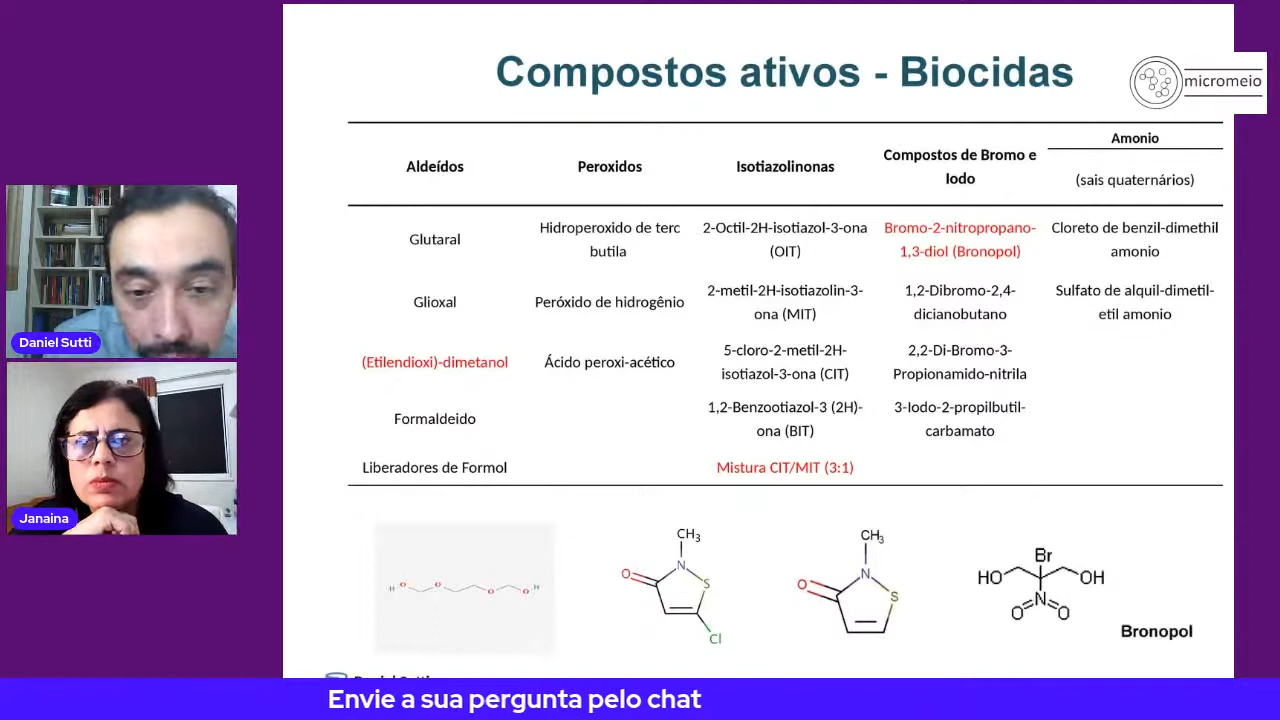 Compostos ativos - Biocidas
micromeio
Aldeídos
Peroxidos
Isotiazolinonas
Compostos de Bromo e
Iodo
Amonio
(sais quaternários)
Glutaral
Hidroperoxido de terc
butila
2-Octil-2H-isotiazol-3-ona
(OIT)
Bromo-2-nitropropano-
1,3-diol (Bronopol)
Cloreto de benzil-dimethil
amonio
Glioxal
Peróxido de hidrogênio
2-metil-2H-isotiazolin-3-
ona (MIT)
1,2-Dibromo-2,4-
dicianobutano
Sulfato de alquil-dimetil-
etil amonio
(Etilendioxi)-dimetanol
Ácido peroxi-acético
5-cloro-2-metil-2H-
isotiazol-3-ona (CIT)
2,2-Di-Bromo-3-
Propionamido-nitrila
Formaldeido
1,2-Benzootiazol-3 (2H)-
ona (BIT)
3-Iodo-2-propilbutil-
carbamato
Liberadores de Formol
Mistura CIT/MIT (3:1)
H O O O O H
CH3
O N S
Cl
CH3
O N S
Br
HO OH
N
O O
Bronopol
Daniel Sutti
Janaina
Envie a sua pergunta pelo chat